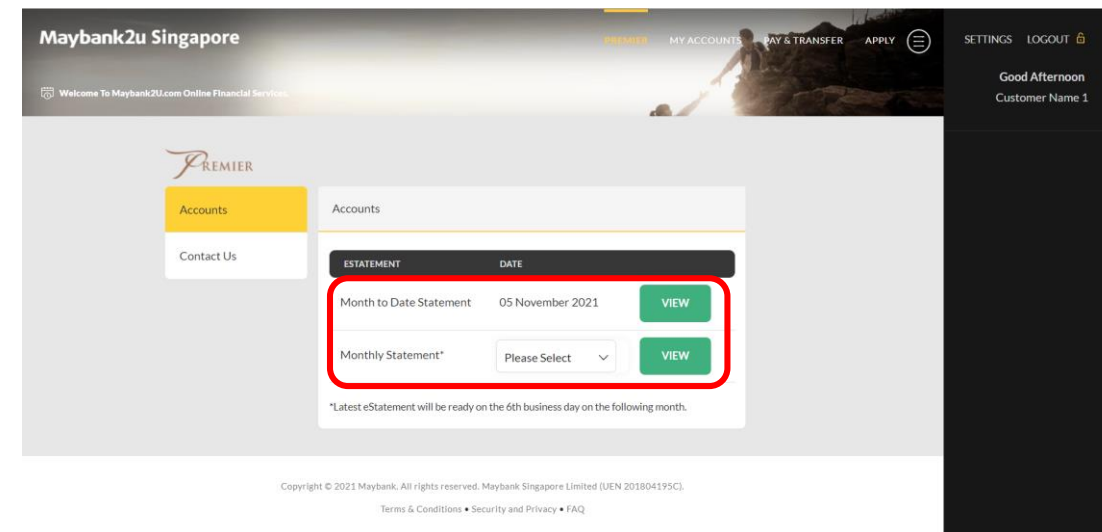 Maybank2u Singapore
PREMIER MY ACCOUNTS PAY & TRANSFER APPLY
SETTINGS LOGOUT
Welcome To Maybank2U.com Online Financial Services.
Good Afternoon
Customer Name 1
PREMIER
Accounts
Contact Us
Accounts
ESTATEMENT DATE
Month to Date Statement 05 November 2021 VIEW
Monthly Statement* Please Select VIEW
*Latest eStatement will be ready on the 6th business day on the following month.
Copyright © 2021 Maybank. All rights reserved. Maybank Singapore Limited (UEN 201804195C).
Terms & Conditions • Security and Privacy • FAQ